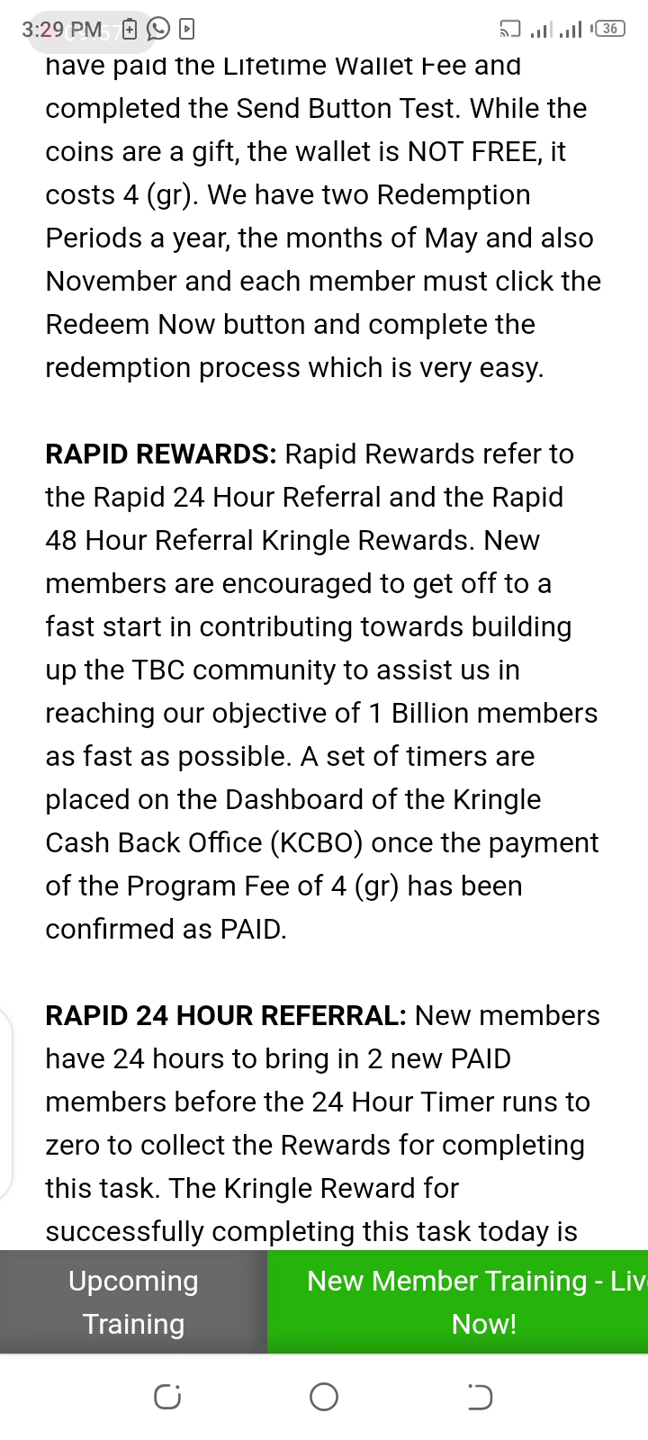 3:29 PM
36
have paid the Lifetime Wallet Fee and
completed the Send Button Test. While the
coins are a gift, the wallet is NOT FREE, it
costs 4 (gr). We have two Redemption
Periods a year, the months of May and also
November and each member must click the
Redeem Now button and complete the
redemption process which is very easy.
RAPID REWARDS: Rapid Rewards refer to
the Rapid 24 Hour Referral and the Rapid
48 Hour Referral Kringle Rewards. New
members are encouraged to get off to a
fast start in contributing towards building
up the TBC community to assist us in
reaching our objective of 1 Billion members
as fast as possible. A set of timers are
placed on the Dashboard of the Kringle
Cash Back Office (KCBO) once the payment
of the Program Fee of 4 (gr) has been
confirmed as PAID.
RAPID 24 HOUR REFERRAL: New members
have 24 hours to bring in 2 new PAID
members before the 24 Hour Timer runs to
zero to collect the Rewards for completing
this task. The Kringle Reward for
successfully completing this task today is
Upcoming
Training
New Member Training - Liv
Now!